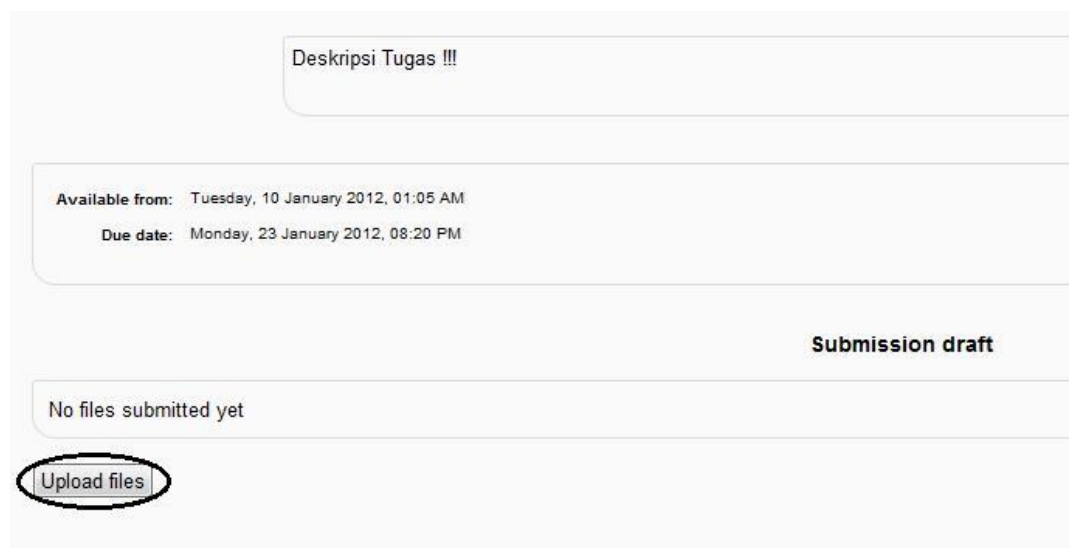 Deskripsi Tugas !!!
Available from: Tuesday, 10 January 2012, 01:05 AM
Due date: Monday, 23 January 2012, 08:20 PM
Submission draft
No files submitted yet
Upload files